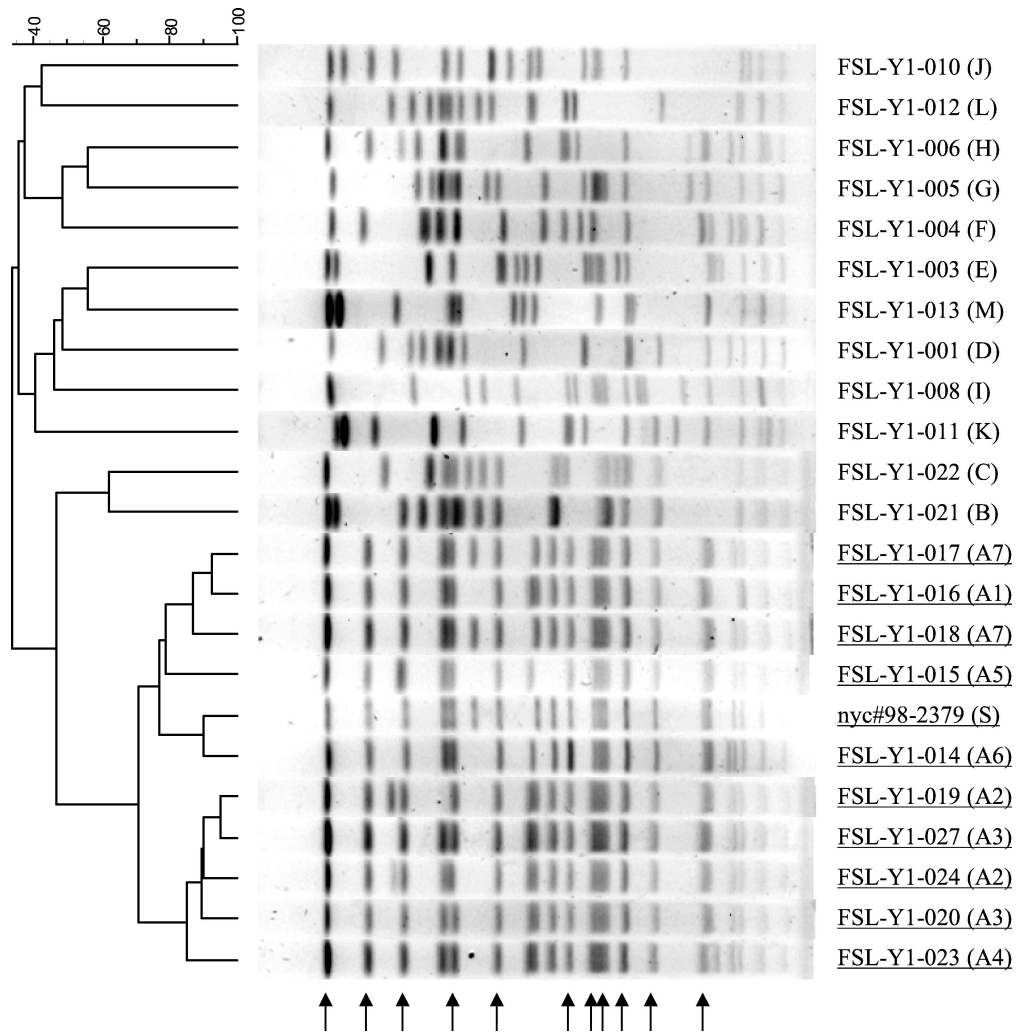 40 60 80 100
FSL-Y1-010 (J)
FSL-Y1-012 (L)
FSL-Y1-006 (H)
FSL-Y1-005 (G)
FSL-Y1-004 (F)
FSL-Y1-003 (E)
FSL-Y1-013 (M)
FSL-Y1-001 (D)
FSL-Y1-008 (I)
FSL-Y1-011 (K)
FSL-Y1-022 (C)
FSL-Y1-021 (B)
FSL-Y1-017 (A7)
FSL-Y1-016 (A1)
FSL-Y1-018 (A7)
FSL-Y1-015 (A5)
nyc#98-2379 (S)
FSL-Y1-014 (A6)
FSL-Y1-019 (A2)
FSL-Y1-027 (A3)
FSL-Y1-024 (A2)
FSL-Y1-020 (A3)
FSL-Y1-023 (A4)